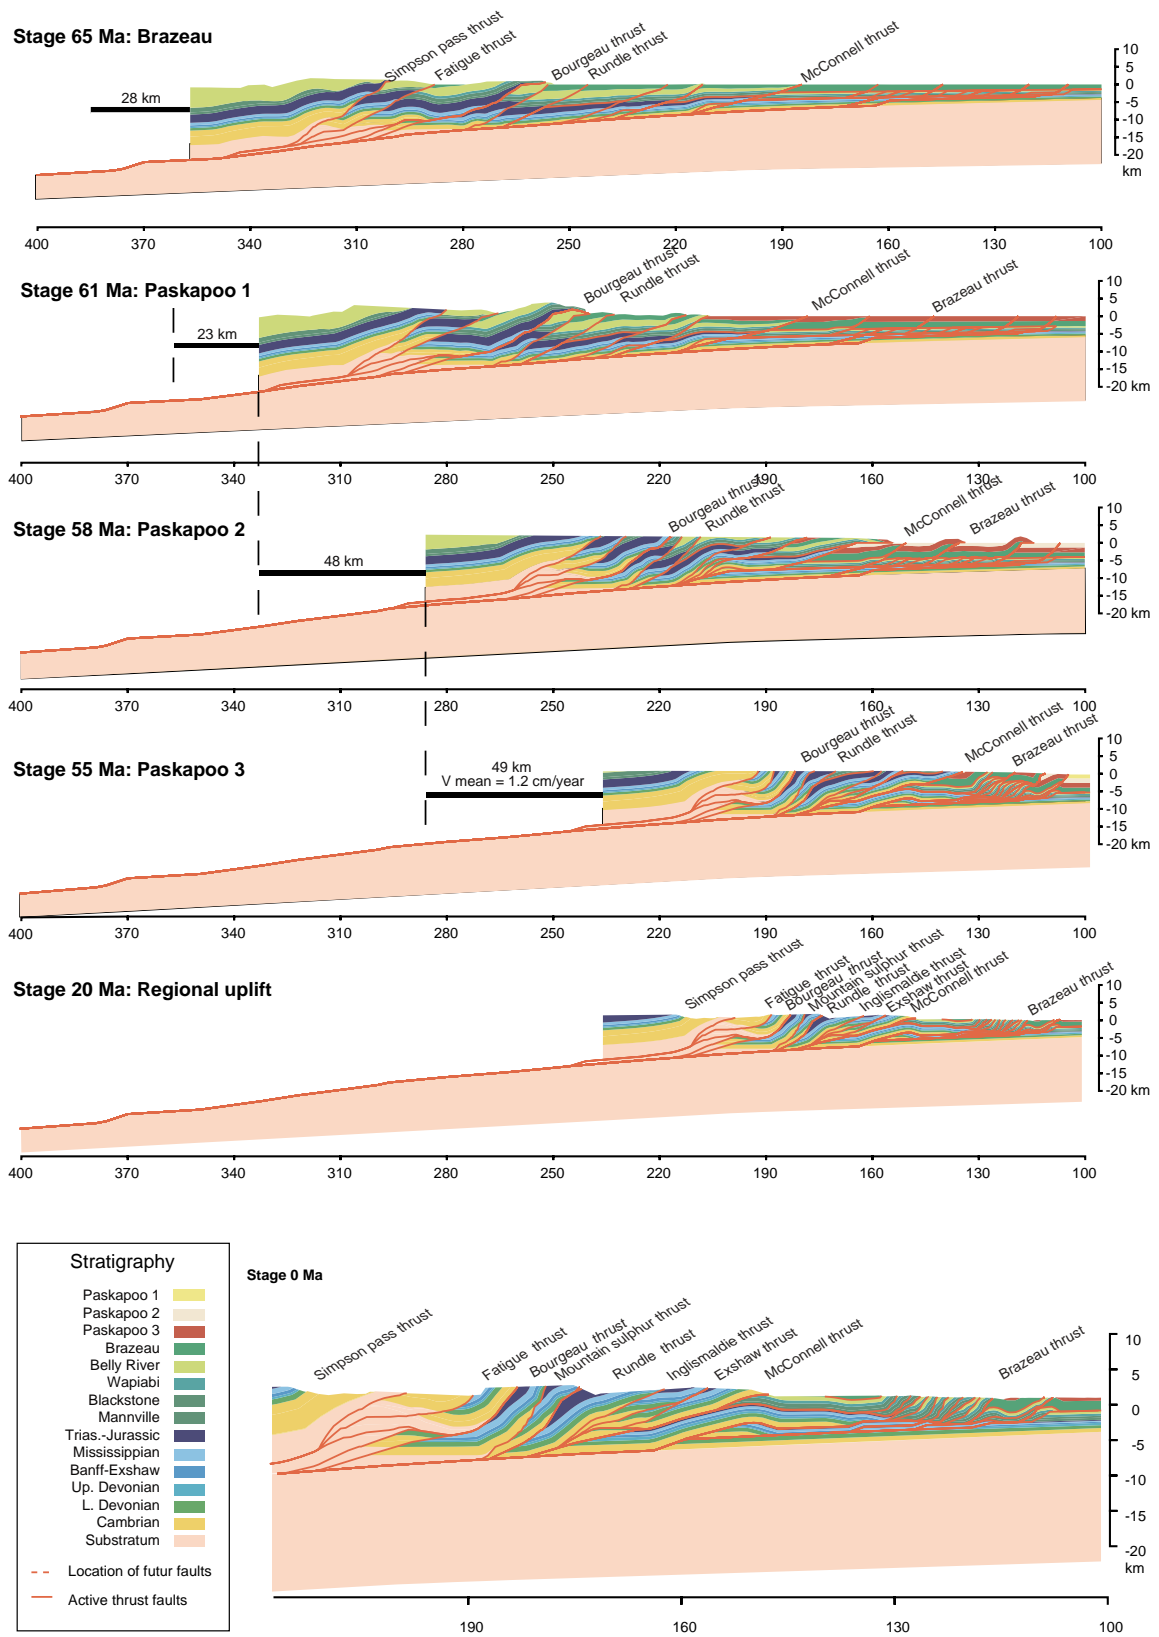 Stage 65 Ma: Brazeau
Simpson pass thrust
Fatigue thrust
Bourgeau thrust
Rundle thrust
McConnell thrust
28 km
10
5
0
-5
-10
-15
-20
km
400 370 340 310 280 250 220 190 160 130 100
Stage 61 Ma: Paskapoo 1
Bourgeau thrust
Rundle thrust
McConnell thrust
Brazeau thrust
23 km
10
5
0
-5
-10
-15
-20 km
400 370 340 310 280 250 220 190 160 130 100
Stage 58 Ma: Paskapoo 2
Bourgeau thrust
Rundle thrust
McConnell thrust
Brazeau thrust
48 km
10
5
0
-5
-10
-15
-20 km
400 370 340 310 280 250 220 190 160 130 100
Stage 55 Ma: Paskapoo 3
Bourgeau thrust
Rundle thrust
McConnell thrust
Brazeau thrust
49 km
V mean = 1.2 cm/year
10
5
0
-5
-10
-15
-20 km
400 370 340 310 280 250 220 190 160 130 100
Stage 20 Ma: Regional uplift
Simpson pass thrust
Fatigue thrust
Bourgeau thrust
Mountain sulphur thrust
Rundle thrust
Inglismaldie thrust
Exshaw thrust
McConnell thrust
Brazeau thrust
10
5
0
-5
-10
-15
-20 km
400 370 340 310 280 250 220 190 160 130 100
Stratigraphy
Paskapoo 1
Paskapoo 2
Paskapoo 3
Brazeau
Belly River
Wapiabi
Blackstone
Mannville
Trias.-Jurassic
Mississippian
Banff-Exshaw
Up. Devonian
L. Devonian
Cambrian
Substratum
Location of futur faults
Active thrust faults
Stage 0 Ma
Simpson pass thrust
Fatigue thrust
Bourgeau thrust
Mountain sulphur thrust
Rundle thrust
Inglismaldie thrust
Exshaw thrust
McConnell thrust
Brazeau thrust
10
5
0
-5
-10
-15
-20
km
190 160 130 100